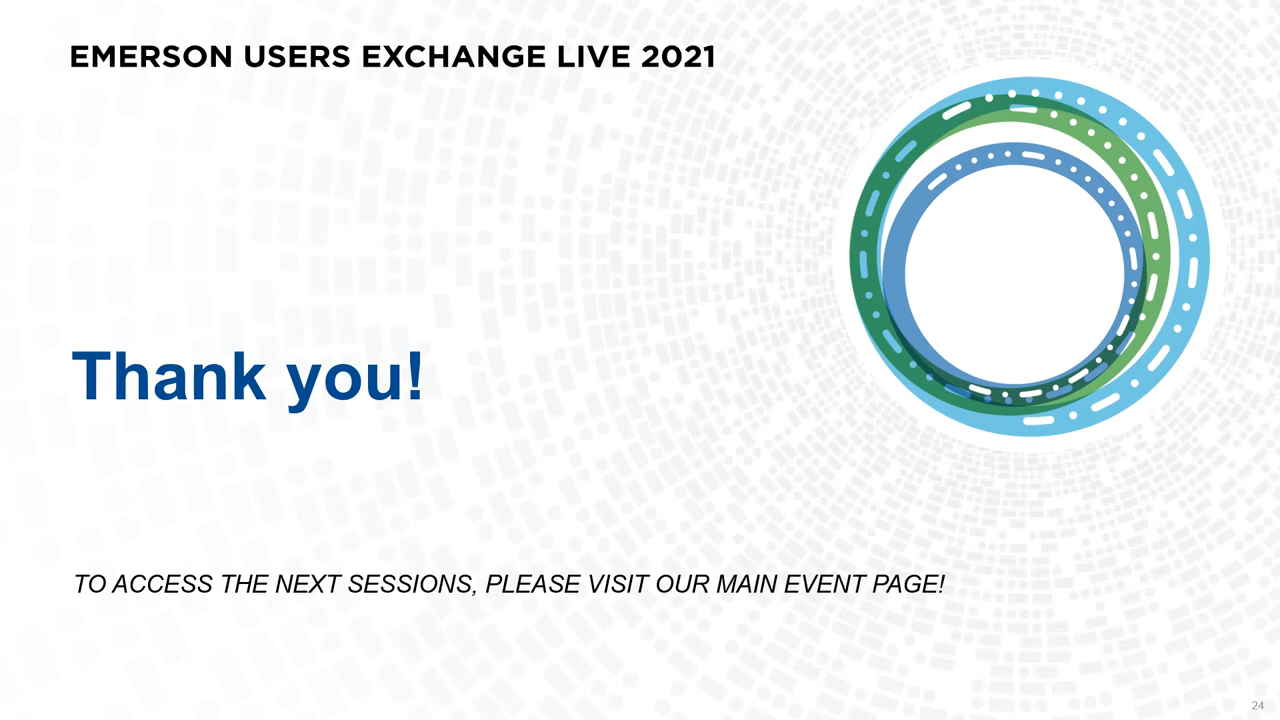 EMERSON USERS EXCHANGE LIVE 2021
Thank you!
TO ACCESS THE NEXT SESSIONS, PLEASE VISIT OUR MAIN EVENT PAGE!
24